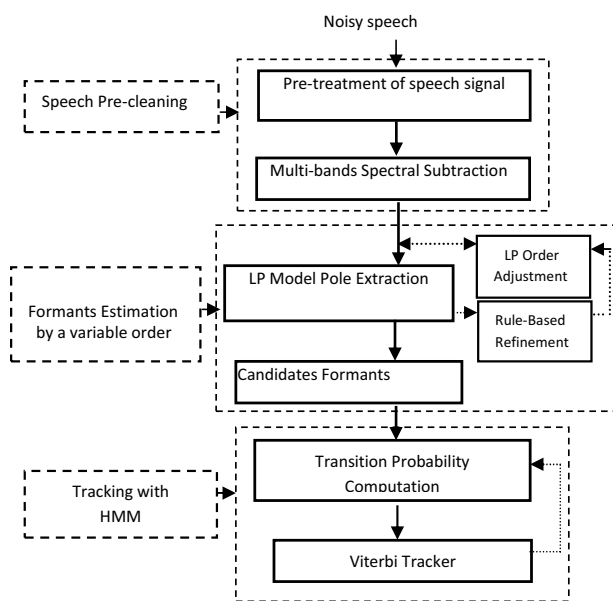 Noisy speech
Pre-treatment of speech signal
Speech Pre-cleaning
Multi-bands Spectral Subtraction
LP Order
Adjustment
LP Model Pole Extraction
Formants Estimation
by a variable order
Rule-Based
Refinement
Candidates Formants
Transition Probability
Computation
Tracking with
HMM
Viterbi Tracker